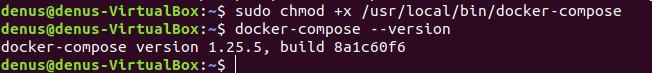 denus@denus-VirtualBox:~$ sudo chmod +x /usr/local/bin/docker-compose
denus@denus-VirtualBox:~$ docker-compose --version
docker-compose version 1.25.5, build 8a1c60f6
denus@denus-VirtualBox:~$